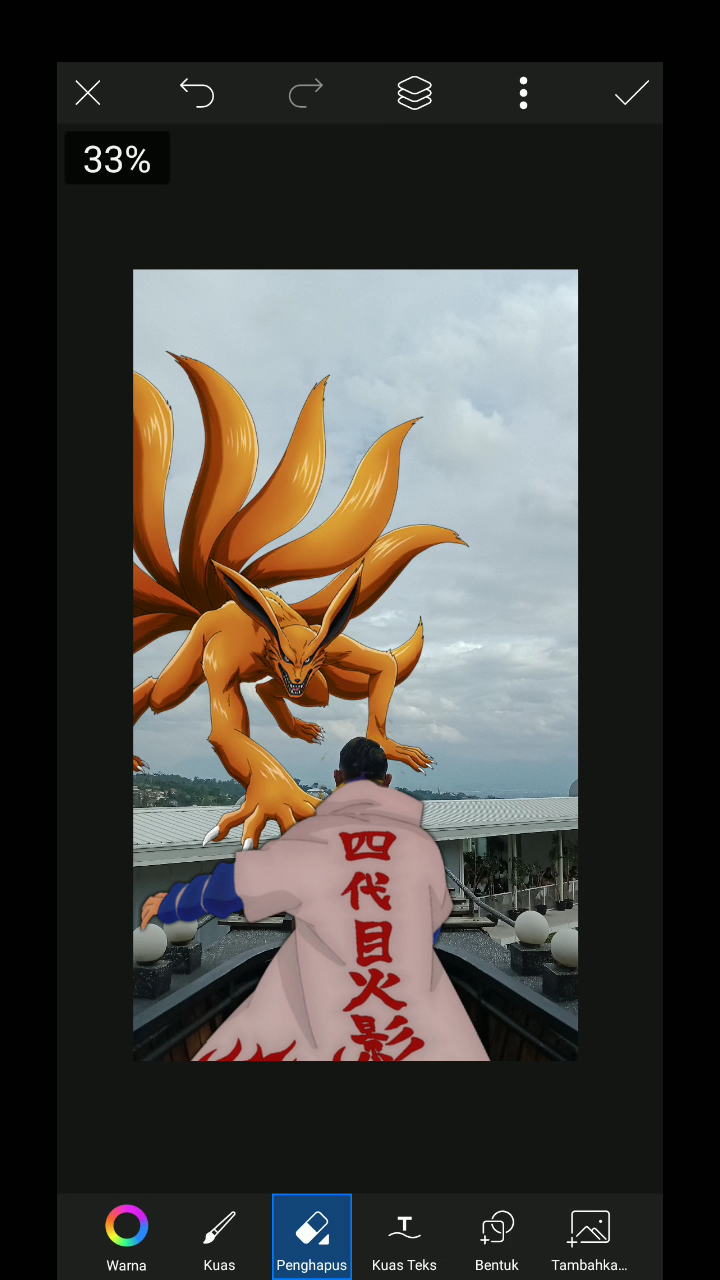 33%
四
代
目
火
影
Warna
Kuas
Penghapus
Kuas Teks
Bentuk
Tambahka...